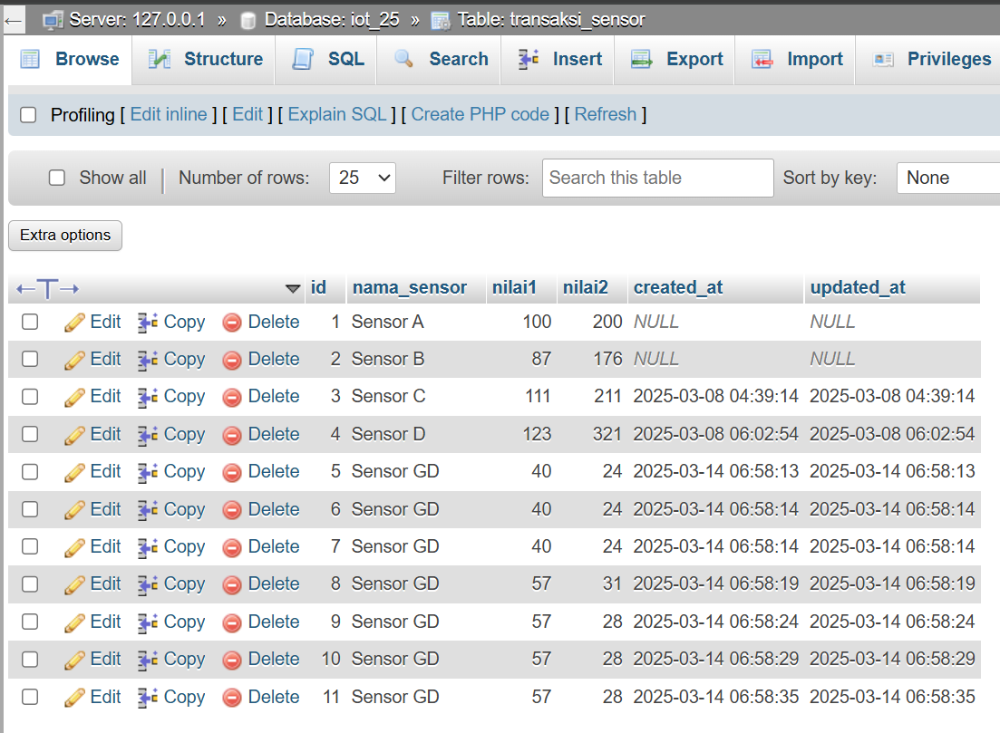 Server: 127.0.0.1 » Database: iot_25 » Table: transaksi_sensor
Browse Structure SQL Search Insert Export Import Privileges
Profiling [ Edit inline ] [ Edit ] [ Explain SQL ] [ Create PHP code ] [ Refresh ]
Show all Number of rows: 25 Filter rows: Search this table Sort by key: None
Extra options
id nama_sensor nilai1 nilai2 created_at updated_at
Edit Copy Delete 1 Sensor A 100 200 NULL NULL
Edit Copy Delete 2 Sensor B 87 176 NULL NULL
Edit Copy Delete 3 Sensor C 111 211 2025-03-08 04:39:14 2025-03-08 04:39:14
Edit Copy Delete 4 Sensor D 123 321 2025-03-08 06:02:54 2025-03-08 06:02:54
Edit Copy Delete 5 Sensor GD 40 24 2025-03-14 06:58:13 2025-03-14 06:58:13
Edit Copy Delete 6 Sensor GD 40 24 2025-03-14 06:58:14 2025-03-14 06:58:14
Edit Copy Delete 7 Sensor GD 40 24 2025-03-14 06:58:14 2025-03-14 06:58:14
Edit Copy Delete 8 Sensor GD 57 31 2025-03-14 06:58:19 2025-03-14 06:58:19
Edit Copy Delete 9 Sensor GD 57 28 2025-03-14 06:58:24 2025-03-14 06:58:24
Edit Copy Delete 10 Sensor GD 57 28 2025-03-14 06:58:29 2025-03-14 06:58:29
Edit Copy Delete 11 Sensor GD 57 28 2025-03-14 06:58:35 2025-03-14 06:58:35